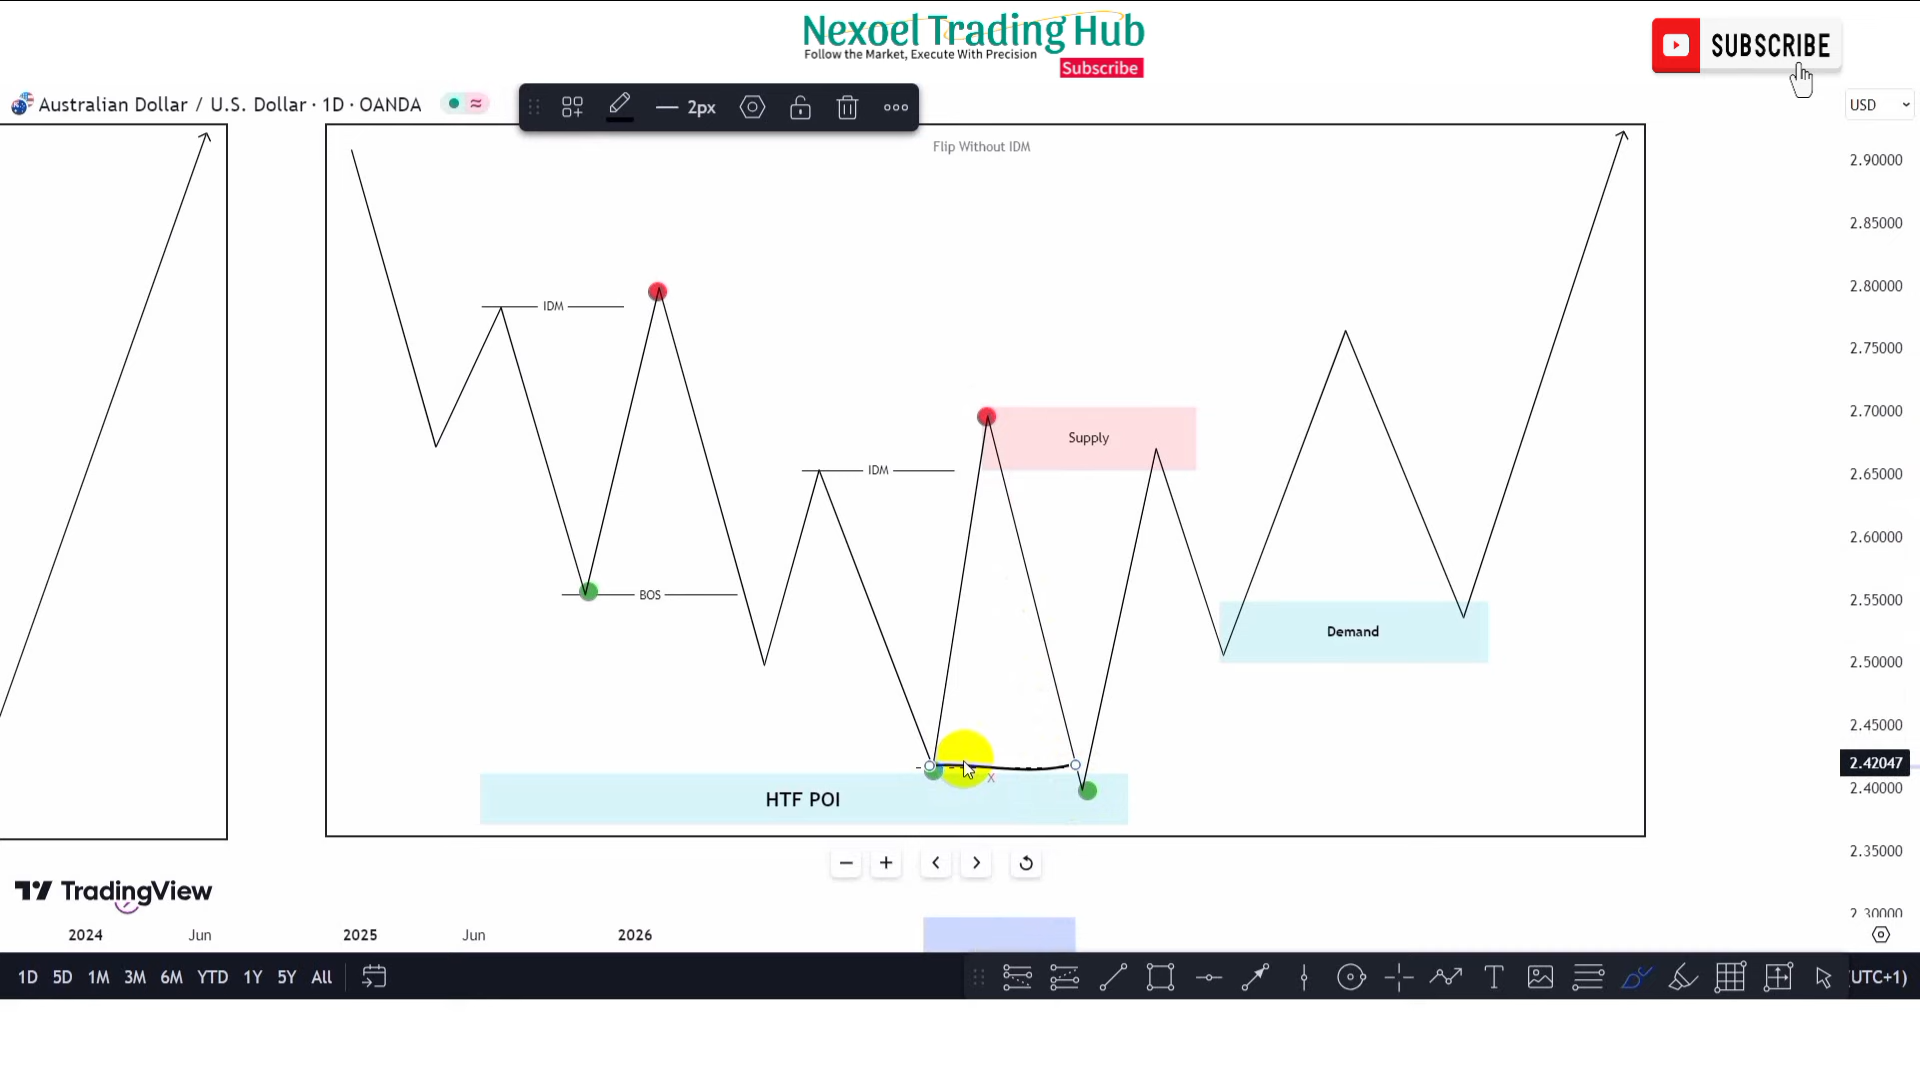 Nexoel Trading Hub
Follow the Market, Execute With Precision
Subscribe
SUBSCRIBE
Australian Dollar / U.S. Dollar · 1D · OANDA
2px
USD
Flip Without IDM
IDM
IDM
BOS
Supply
Demand
x
HTF POI
2.90000
2.85000
2.80000
2.75000
2.70000
2.65000
2.60000
2.55000
2.50000
2.45000
2.42047
2.40000
2.35000
2.30000
TradingView
2024 Jun 2025 Jun 2026
1D 5D 1M 3M 6M YTD 1Y 5Y All
UTC+1)